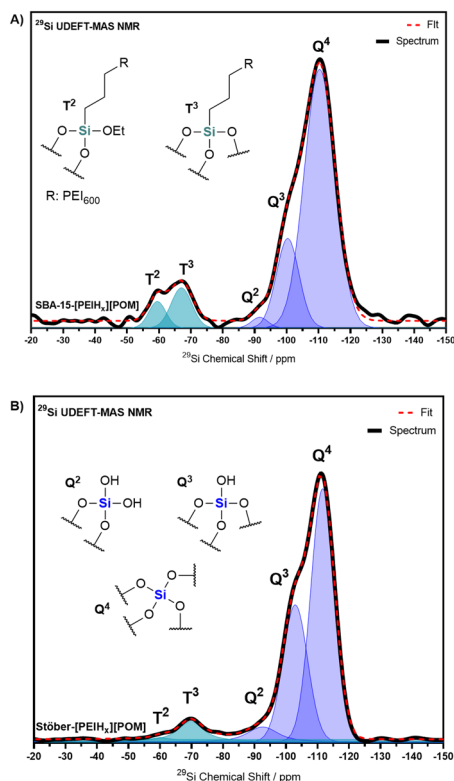 A)
²⁹Si UDEFT-MAS NMR
Q⁴
FIt
Spectrum
R
R
T²
T³
O Si OEt
O
O Si O
O
R: PEI₆₀₀
Q³
T²
T³
Q²
SBA-15-[PEIHₓ][POM]
-20 -30 -40 -50 -60 -70 -80 -90 -100 -110 -120 -130 -140 -150
²⁹Si Chemical Shift / ppm
B)
²⁹Si UDEFT-MAS NMR
Fit
Spectrum
Q⁴
Q²
OH
O Si OH
O
Q³
OH
O Si O
O
Q³
Q⁴
O
O Si O
O
T²
T³
Q²
Stöber-[PEIHₓ][POM]
-20 -30 -40 -50 -60 -70 -80 -90 -100 -110 -120 -130 -140 -150
²⁹Si Chemical Shift / ppm